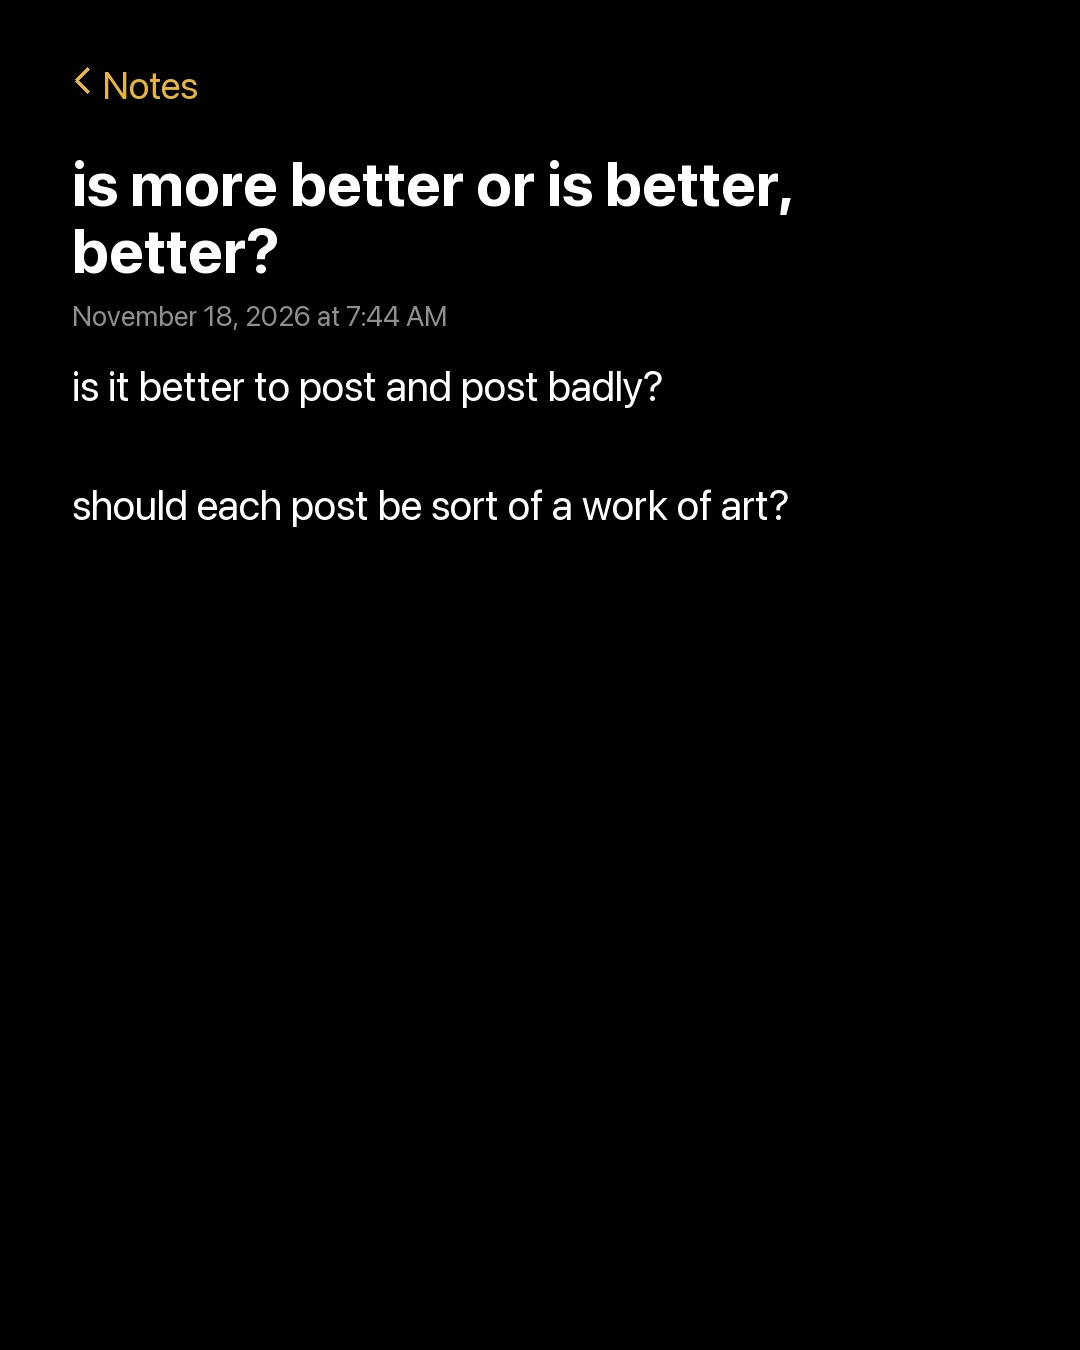 Notes
is more better or is better,
better?
November 18, 2026 at 7:44 AM
is it better to post and post badly?
should each post be sort of a work of art?